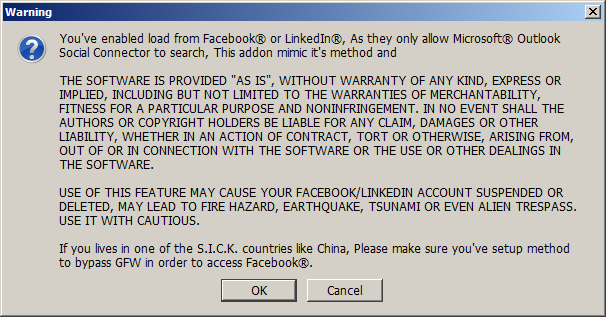 Warning
You've enabled load from Facebook® or LinkedIn®, As they only allow Microsoft® Outlook
Social Connector to search, This addon mimic it's method and
THE SOFTWARE IS PROVIDED "AS IS", WITHOUT WARRANTY OF ANY KIND, EXPRESS OR
IMPLIED, INCLUDING BUT NOT LIMITED TO THE WARRANTIES OF MERCHANTABILITY,
FITNESS FOR A PARTICULAR PURPOSE AND NONINFRINGEMENT. IN NO EVENT SHALL THE
AUTHORS OR COPYRIGHT HOLDERS BE LIABLE FOR ANY CLAIM, DAMAGES OR OTHER
LIABILITY, WHETHER IN AN ACTION OF CONTRACT, TORT OR OTHERWISE, ARISING FROM,
OUT OF OR IN CONNECTION WITH THE SOFTWARE OR THE USE OR OTHER DEALINGS IN
THE SOFTWARE.
USE OF THIS FEATURE MAY CAUSE YOUR FACEBOOK/LINKEDIN ACCOUNT SUSPENDED OR
DELETED, MAY LEAD TO FIRE HAZARD, EARTHQUAKE, TSUNAMI OR EVEN ALIEN TRESPASS.
USE IT WITH CAUTIOUS.
If you lives in one of the S.I.C.K. countries like China, Please make sure you've setup method
to bypass GFW in order to access Facebook®.
OK Cancel